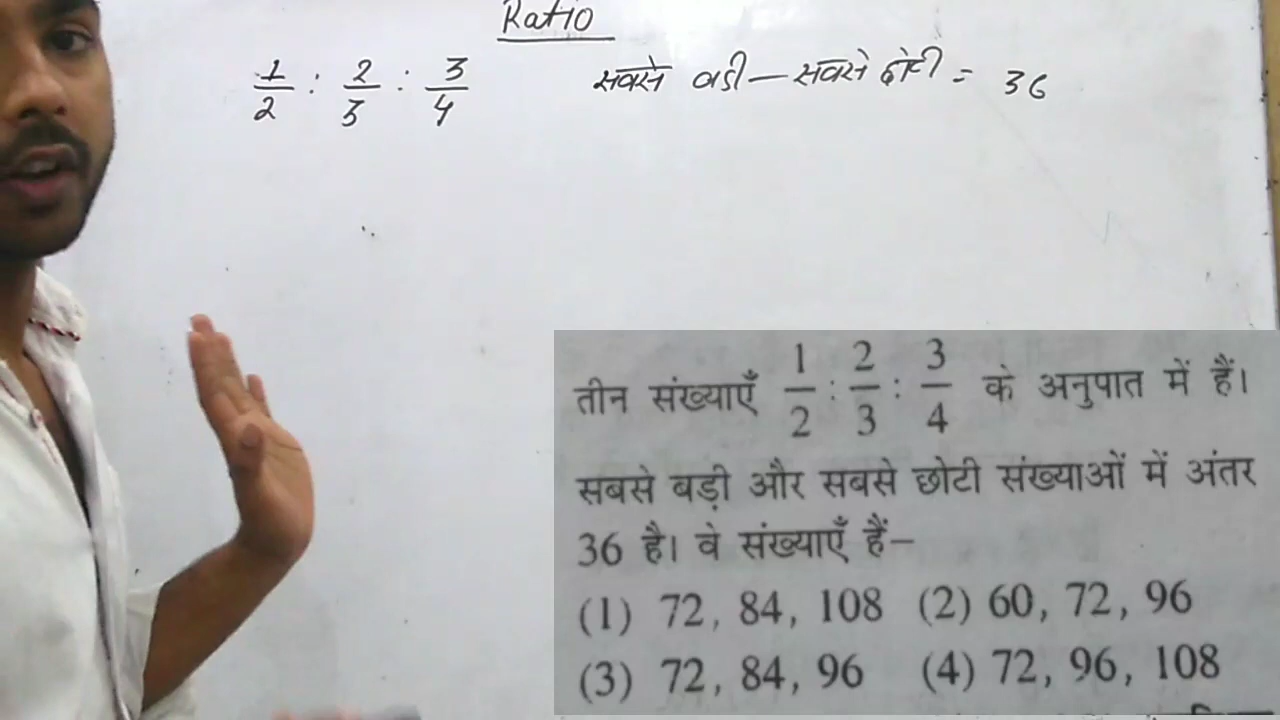 Ratio
1/2 : 2/3 : 3/4 सबसे बडी — सबसे छोटी = 36
तीन संख्याएँ 1/2 : 2/3 : 3/4 के अनुपात में हैं।
सबसे बड़ी और सबसे छोटी संख्याओं में अंतर
36 है। वे संख्याएँ हैं–
(1) 72, 84, 108 (2) 60, 72, 96
(3) 72, 84, 96 (4) 72, 96, 108